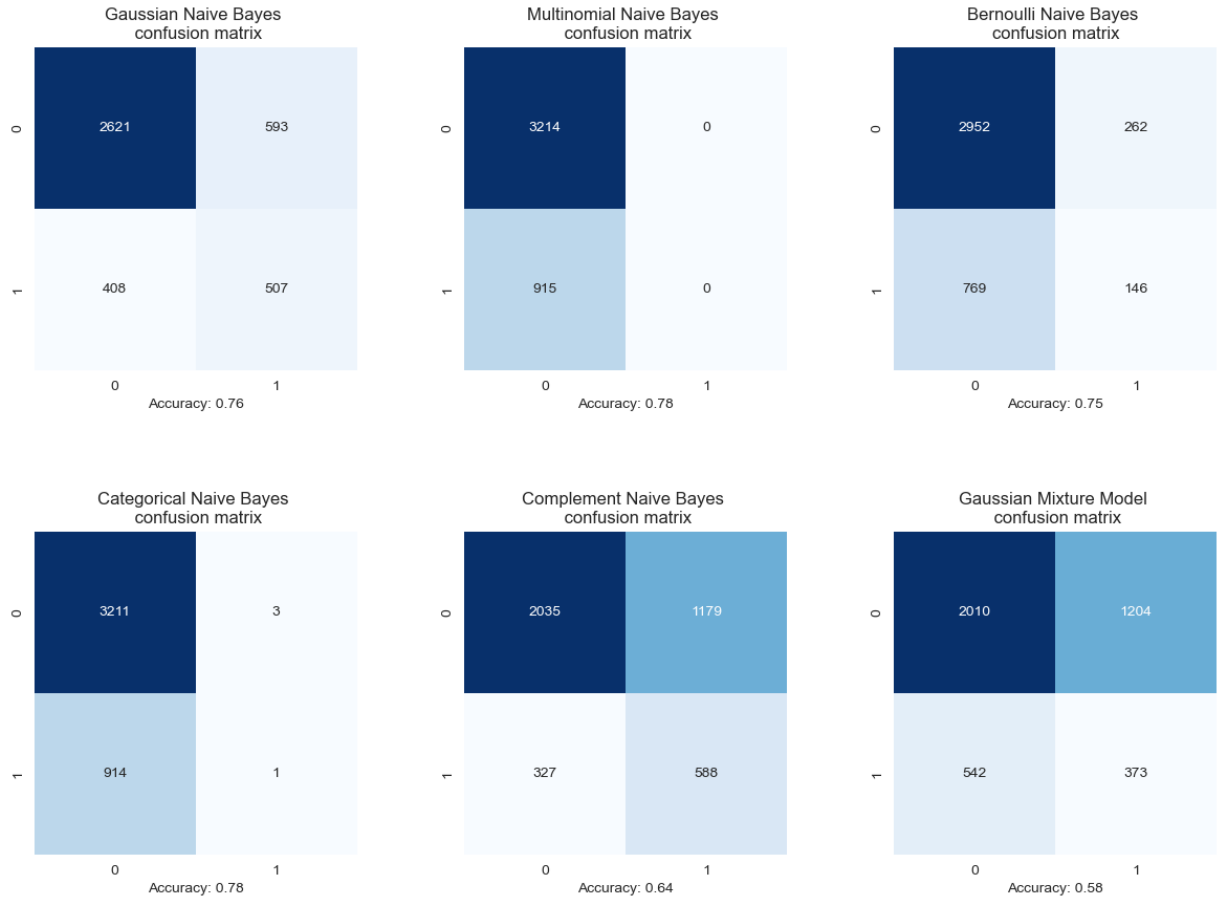 Gaussian Naive Bayes
confusion matrix
0
2621
593
1
408
507
0
1
Accuracy: 0.76
Multinomial Naive Bayes
confusion matrix
0
3214
0
1
915
0
0
1
Accuracy: 0.78
Bernoulli Naive Bayes
confusion matrix
0
2952
262
1
769
146
0
1
Accuracy: 0.75
Categorical Naive Bayes
confusion matrix
0
3211
3
1
914
1
0
1
Accuracy: 0.78
Complement Naive Bayes
confusion matrix
0
2035
1179
1
327
588
0
1
Accuracy: 0.64
Gaussian Mixture Model
confusion matrix
0
2010
1204
1
542
373
0
1
Accuracy: 0.58